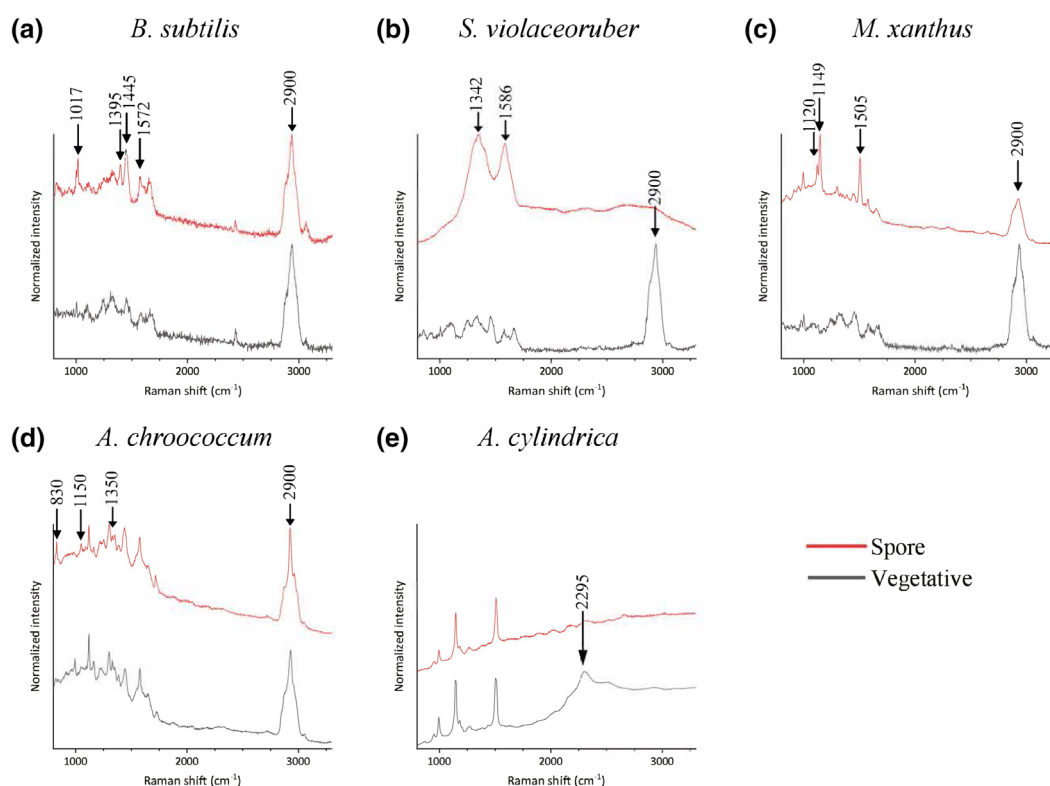 (a) B. subtilis
1017
1395
1445
1572
2900
Normalized intensity
1000 2000 3000
Raman shift (cm⁻¹)
(b) S. violaceoruber
1342
1586
2900
Normalized intensity
1000 2000 3000
Raman shift (cm⁻¹)
(c) M. xanthus
1120
1149
1505
2900
Normalized intensity
1000 2000 3000
Raman shift (cm⁻¹)
(d) A. chroococcum
830
1150
1350
2900
Normalized intensity
1000 2000 3000
Raman shift (cm⁻¹)
(e) A. cylindrica
2295
Normalized intensity
1000 2000 3000
Raman shift (cm⁻¹)
Spore
Vegetative